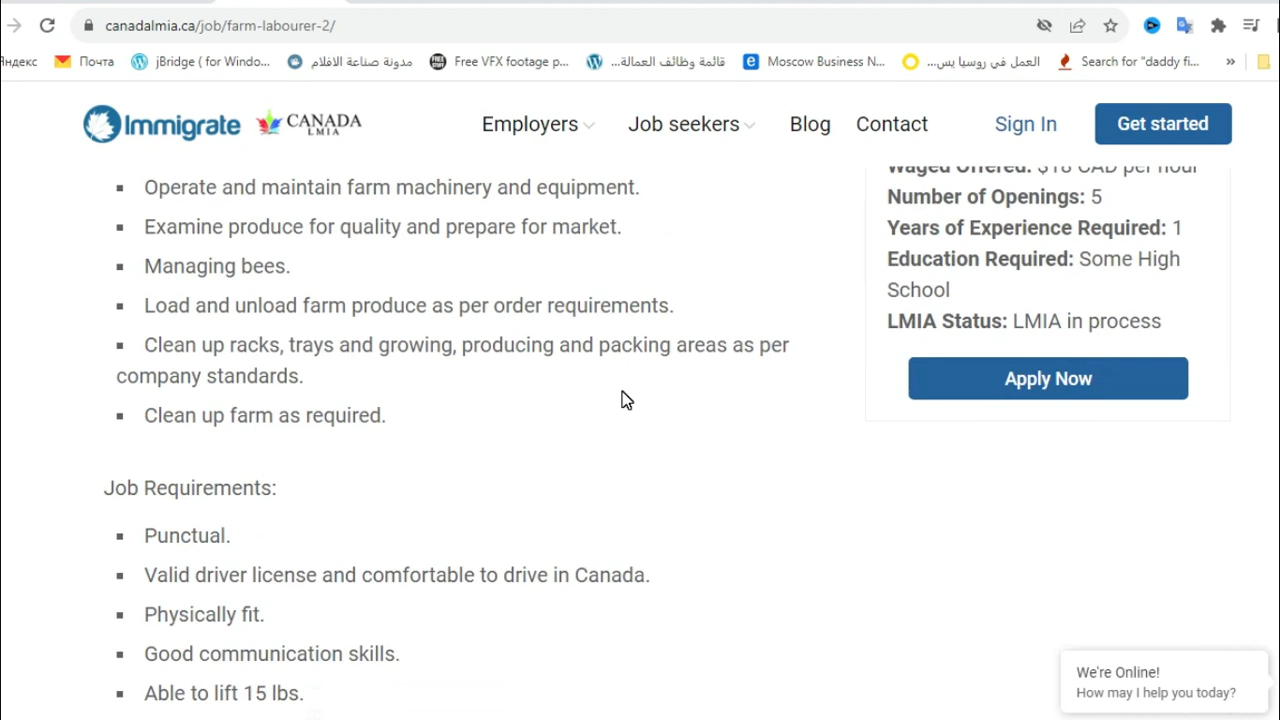 canadalmia.ca/job/farm-labourer-2/
Яндекс
Почта
jBridge ( for Windo...
مدونة صناعة الافلام
Free VFX footage p...
قائمة وظائف العمالة...
Moscow Business N...
العمل في روسيا يس...
Search for "daddy fi...
»
Immigrate
CANADA
LMIA
Employers
Job seekers
Blog
Contact
Sign In
Get started
▪ Operate and maintain farm machinery and equipment.
▪ Examine produce for quality and prepare for market.
▪ Managing bees.
▪ Load and unload farm produce as per order requirements.
▪ Clean up racks, trays and growing, producing and packing areas as per
company standards.
▪ Clean up farm as required.
Job Requirements:
▪ Punctual.
▪ Valid driver license and comfortable to drive in Canada.
▪ Physically fit.
▪ Good communication skills.
▪ Able to lift 15 lbs.
Waged Offered: $18 CAD per hour
Number of Openings: 5
Years of Experience Required: 1
Education Required: Some High
School
LMIA Status: LMIA in process
Apply Now
We're Online!
How may I help you today?